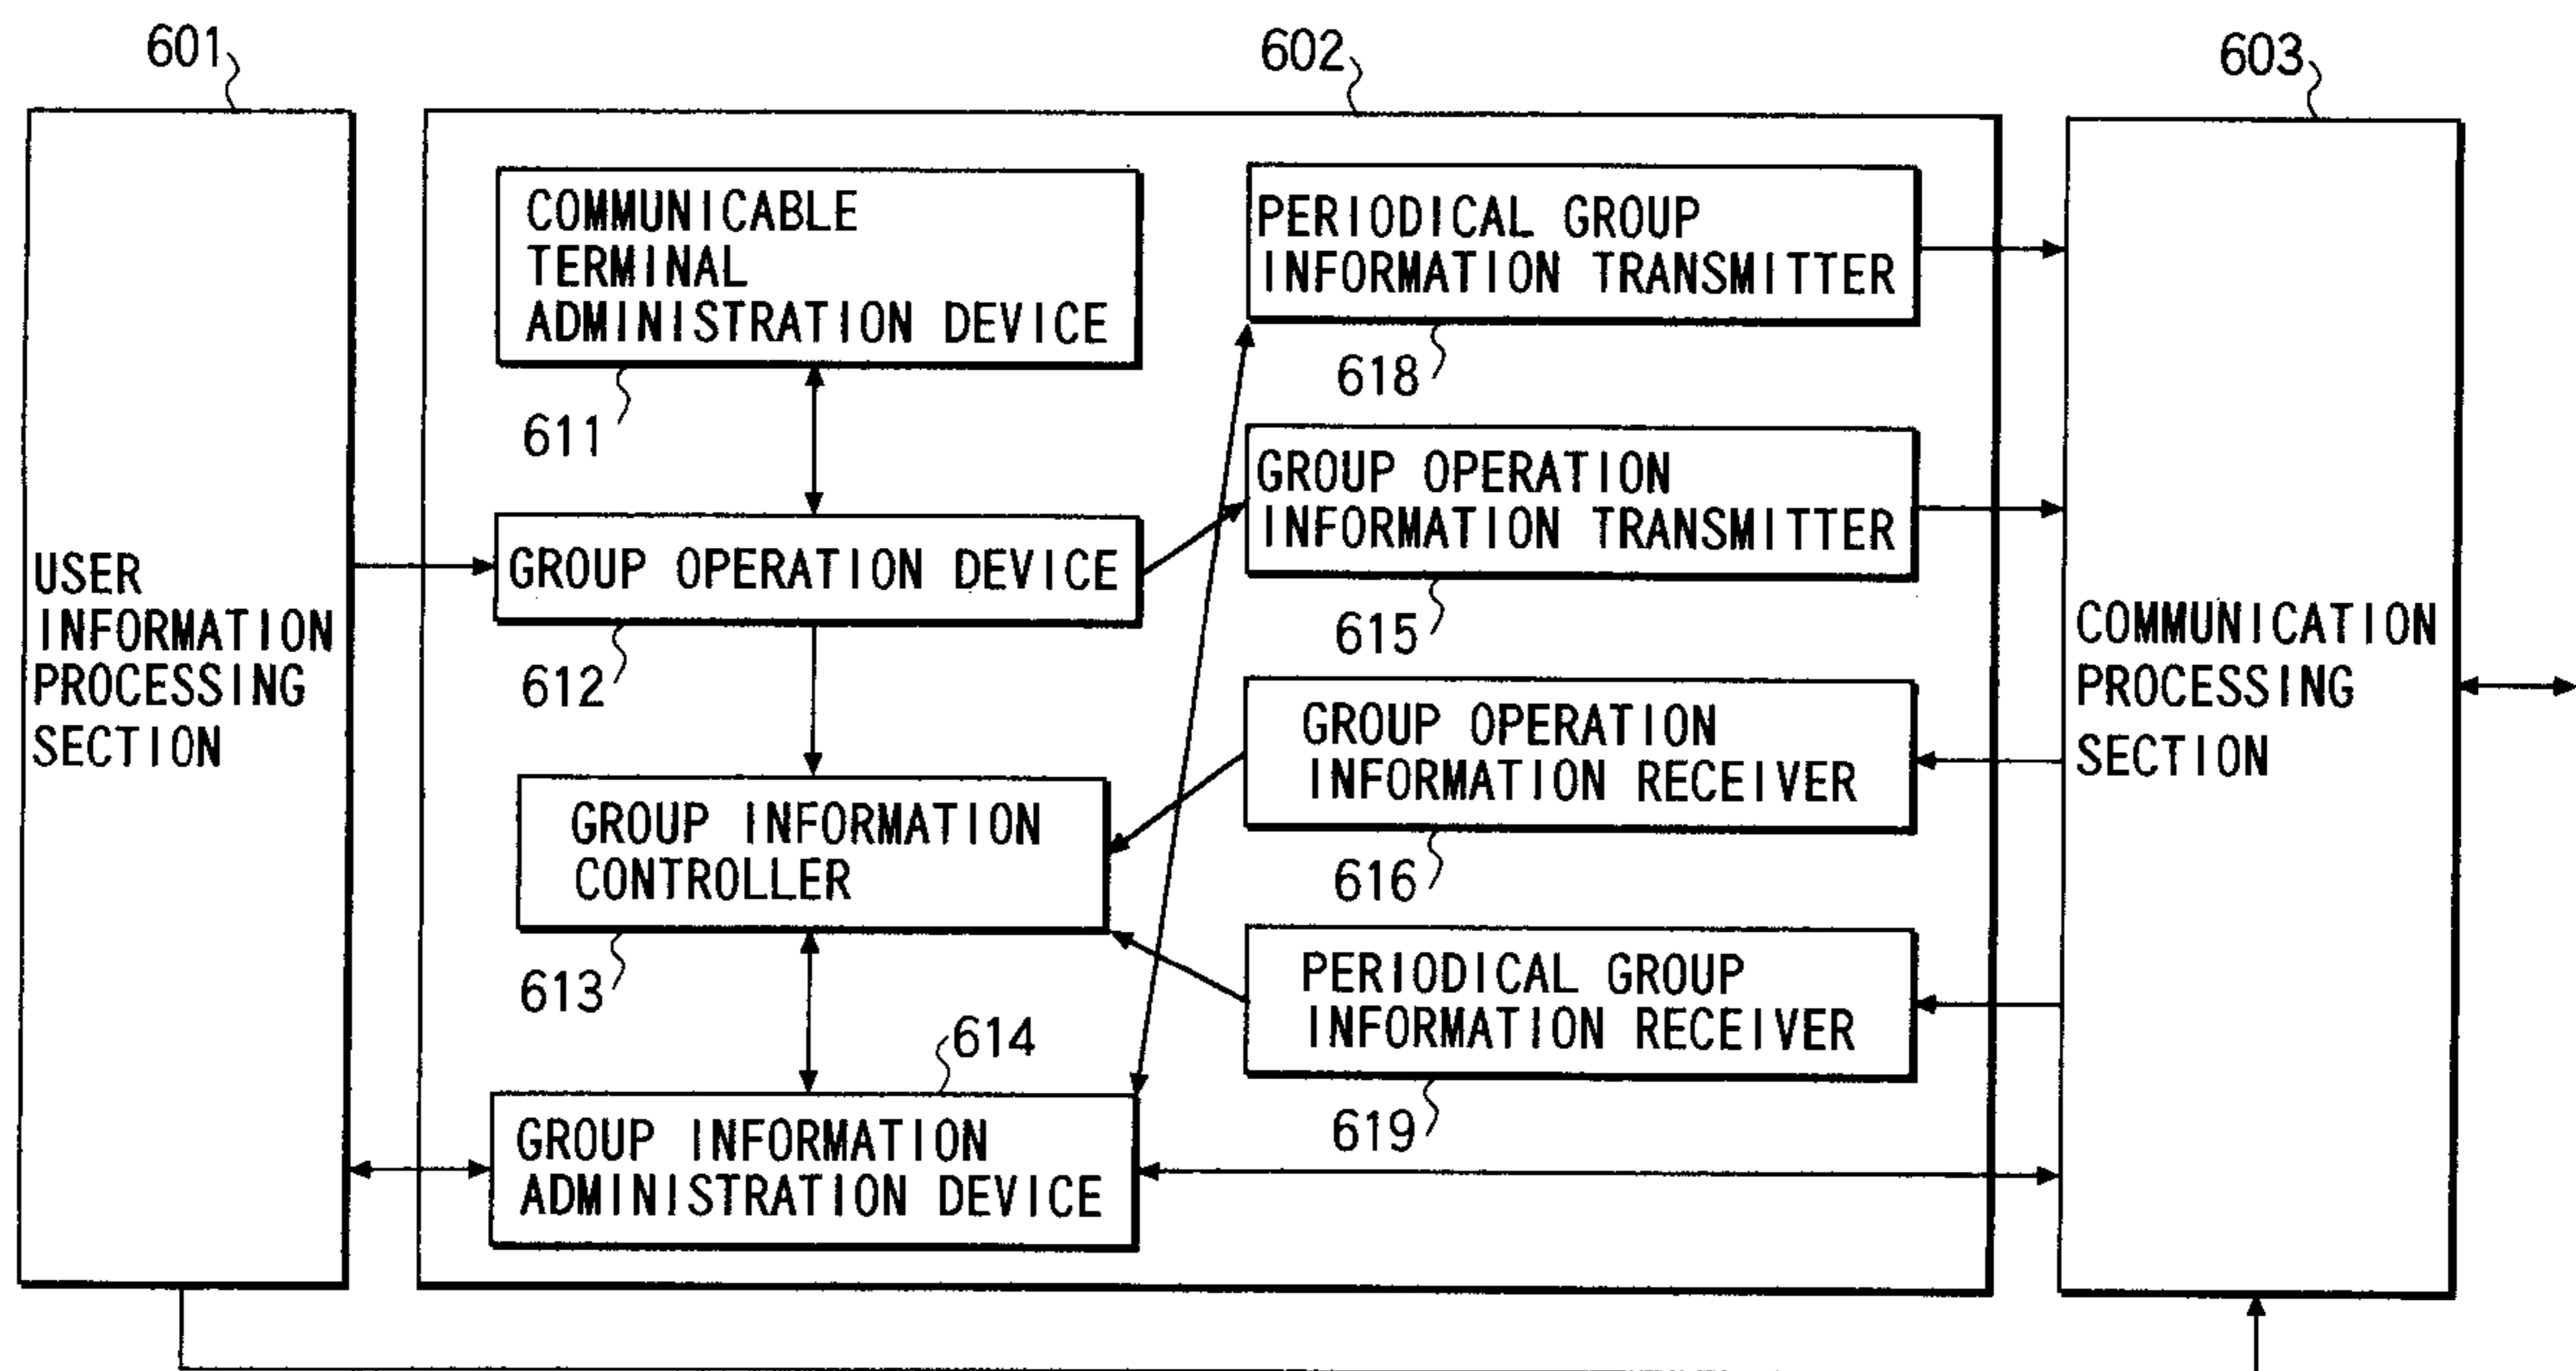 601
602
603
USER
INFORMATION
PROCESSING
SECTION
COMMUNICABLE
TERMINAL
ADMINISTRATION DEVICE
611
GROUP OPERATION DEVICE
612
GROUP INFORMATION
CONTROLLER
613
614
GROUP INFORMATION
ADMINISTRATION DEVICE
PERIODICAL GROUP
INFORMATION TRANSMITTER
618
GROUP OPERATION
INFORMATION TRANSMITTER
615
GROUP OPERATION
INFORMATION RECEIVER
616
PERIODICAL GROUP
INFORMATION RECEIVER
619
COMMUNICATION
PROCESSING
SECTION